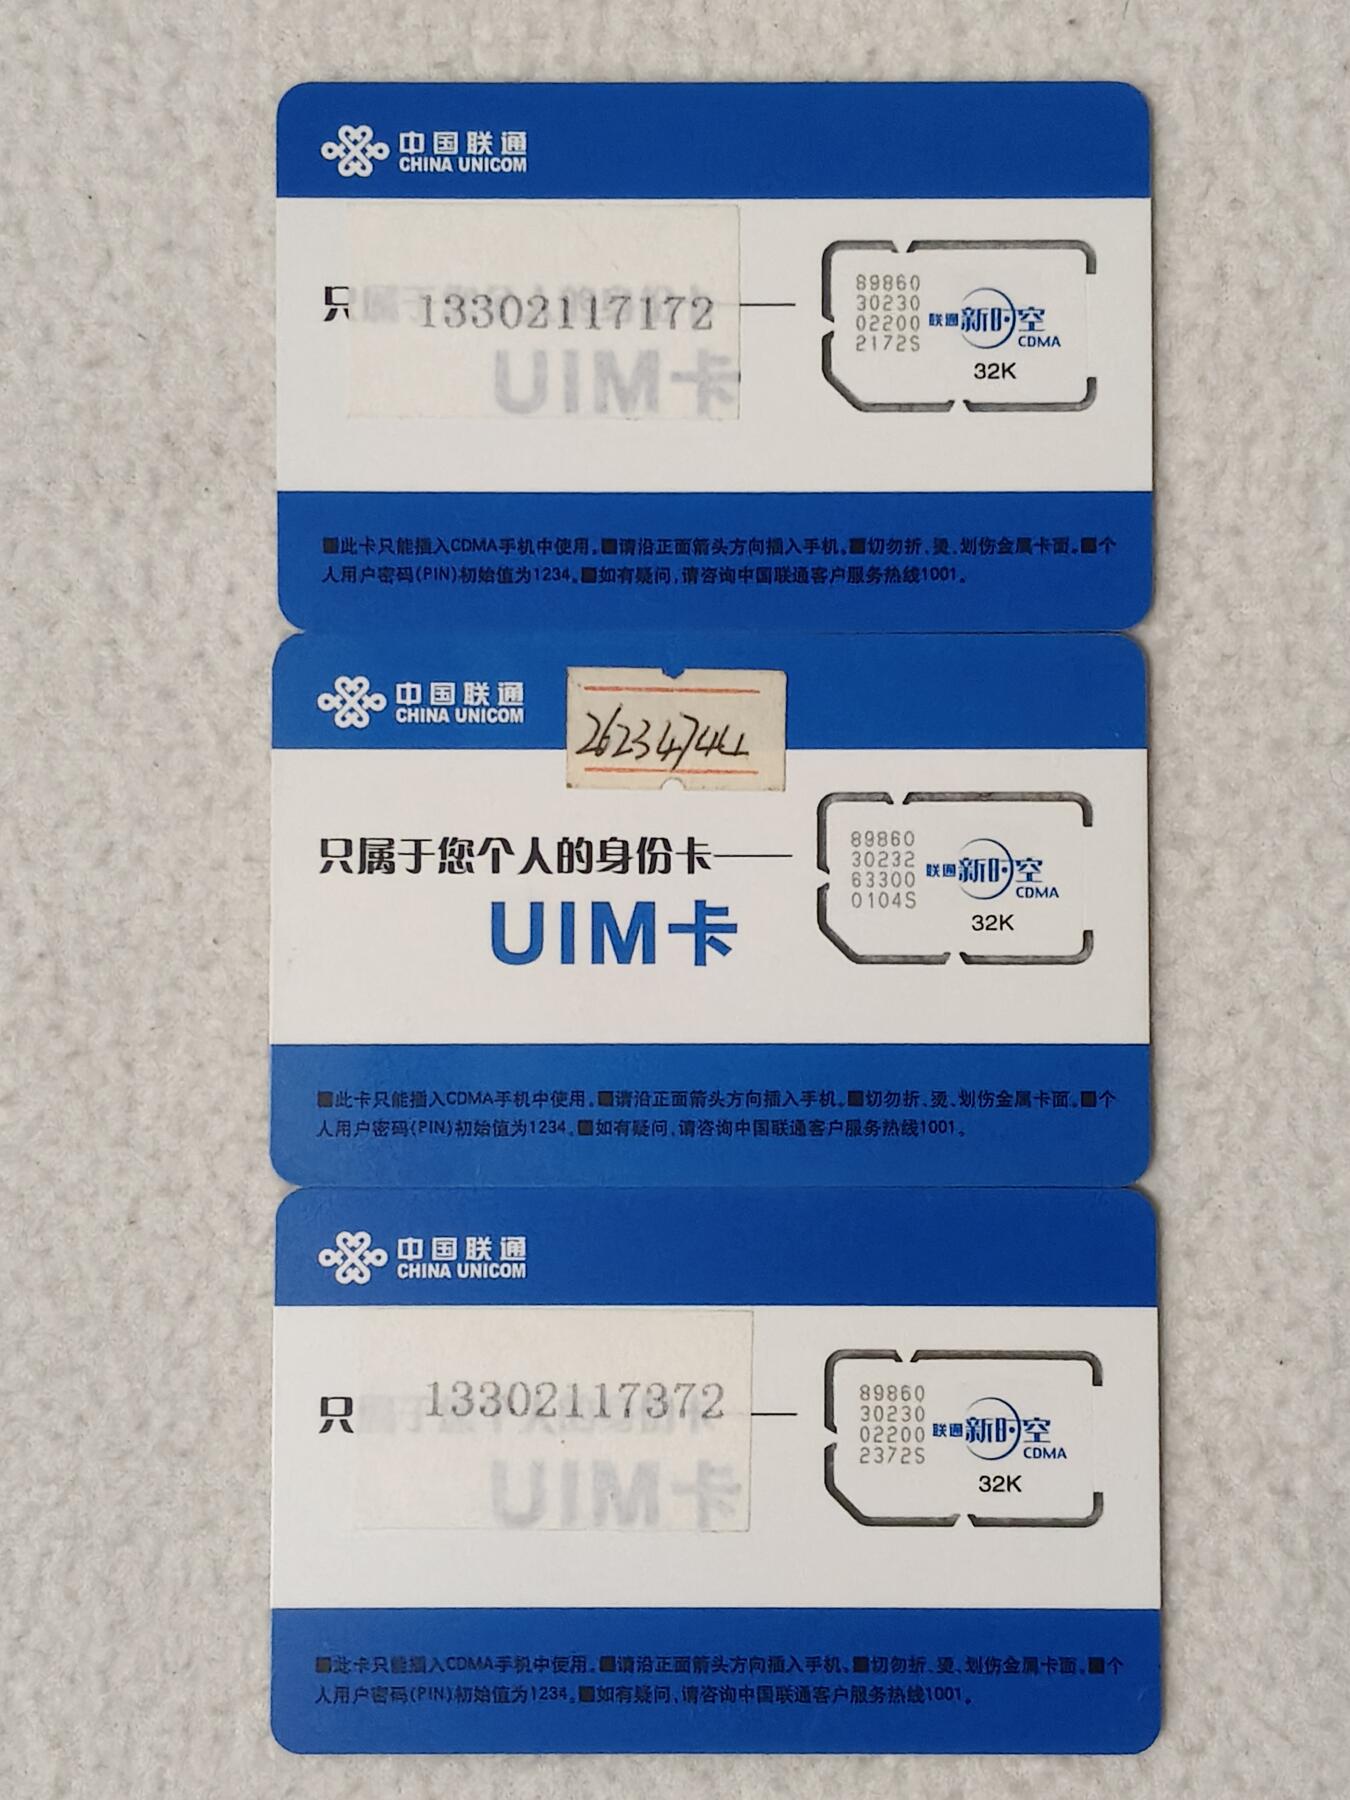 中国联通
CHINA UNICOM
只
13302117172
UIM卡
89860
30230
02200
2172S
联通新时空
CDMA
32K
■此卡只能插入CDMA手机中使用。■请沿正面箭头方向插入手机。■切勿折、烫、划伤金属卡面。■个
人用户密码(PIN)初始值为1234。■如有疑问,请咨询中国联通客户服务热线1001。
中国联通
CHINA UNICOM
26234744
只属于您个人的身份卡——
UIM卡
89860
30232
63300
0104S
联通新时空
CDMA
32K
■此卡只能插入CDMA手机中使用。■请沿正面箭头方向插入手机。■切勿折、烫、划伤金属卡面。■个
人用户密码(PIN)初始值为1234。■如有疑问,请咨询中国联通客户服务热线1001。
中国联通
CHINA UNICOM
只
13302117372
UIM卡
89860
30230
02200
2372S
联通新时空
CDMA
32K
■此卡只能插入CDMA手机中使用。■请沿正面箭头方向插入手机。■切勿折、烫、划伤金属卡面。■个
人用户密码(PIN)初始值为1234。■如有疑问,请咨询中国联通客户服务热线1001。